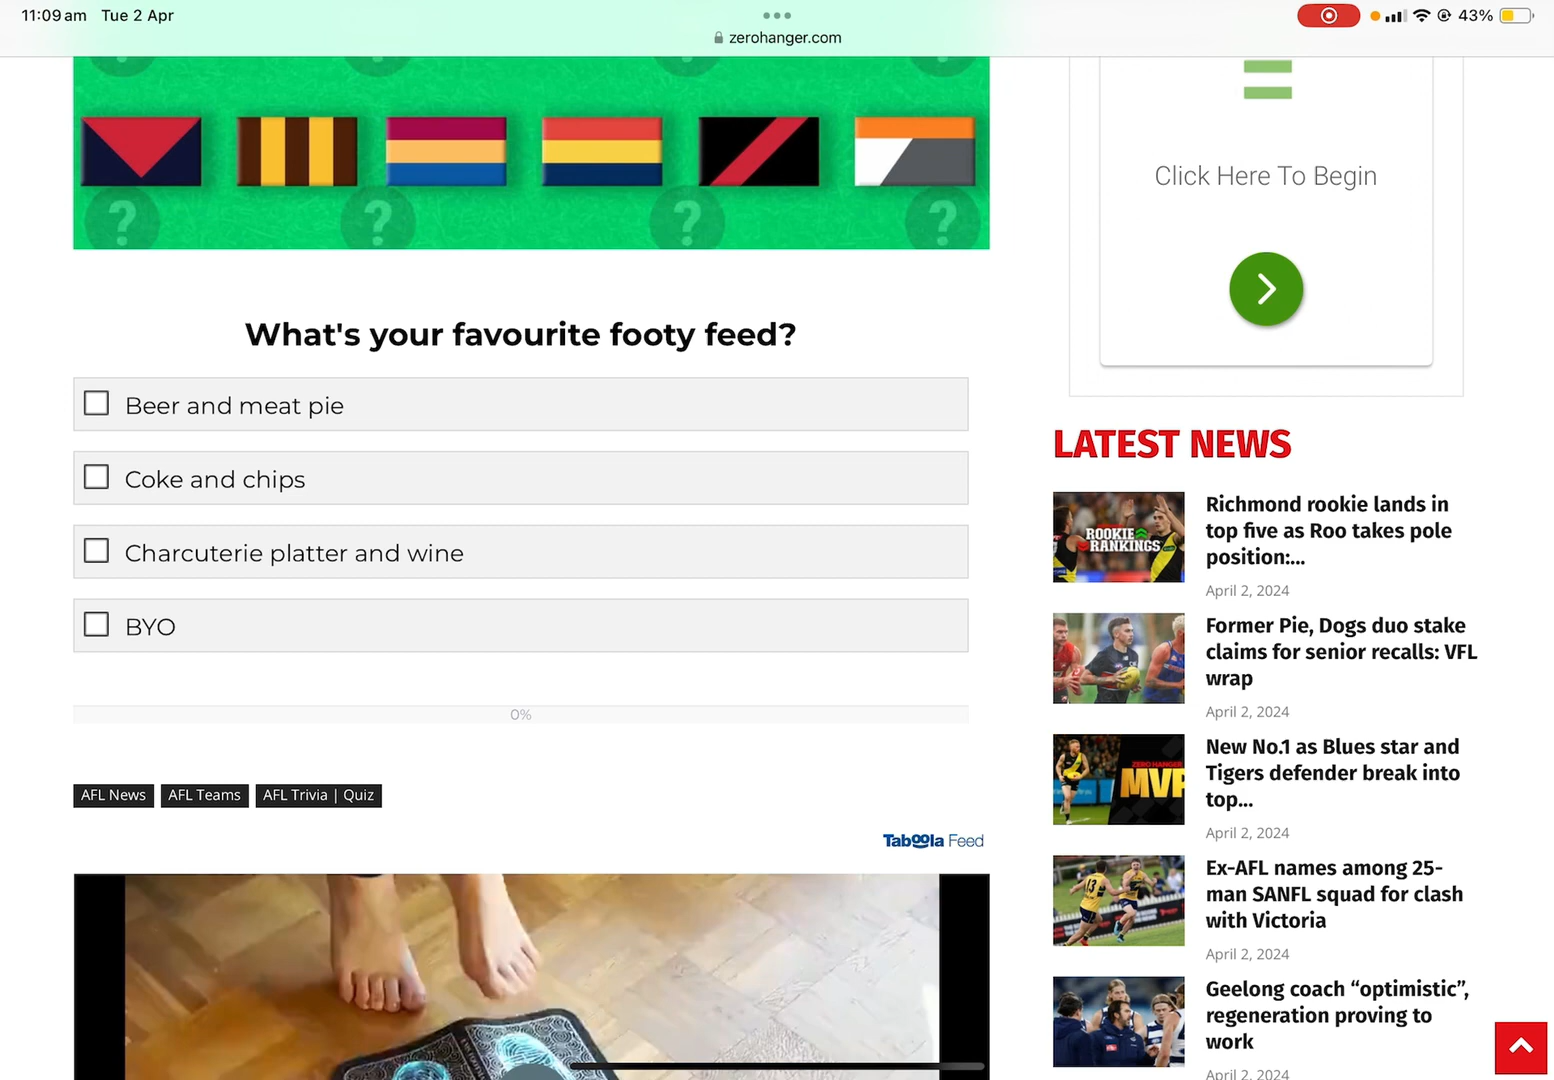 11:09 am Tue 2 Apr
zerohanger.com
43%
? ? ? ?
Click Here To Begin
What's your favourite footy feed?
Beer and meat pie
Coke and chips
Charcuterie platter and wine
BYO
0%
AFL News AFL Teams AFL Trivia | Quiz
Taboola Feed
LATEST NEWS
ROOKIE
RANKINGS
Richmond rookie lands in
top five as Roo takes pole
position:...
April 2, 2024
Former Pie, Dogs duo stake
claims for senior recalls: VFL
wrap
April 2, 2024
ZERO HANGER
MVP
New No.1 as Blues star and
Tigers defender break into
top...
April 2, 2024
13
Ex-AFL names among 25-
man SANFL squad for clash
with Victoria
April 2, 2024
Geelong coach “optimistic”,
regeneration proving to
work
April 2, 2024